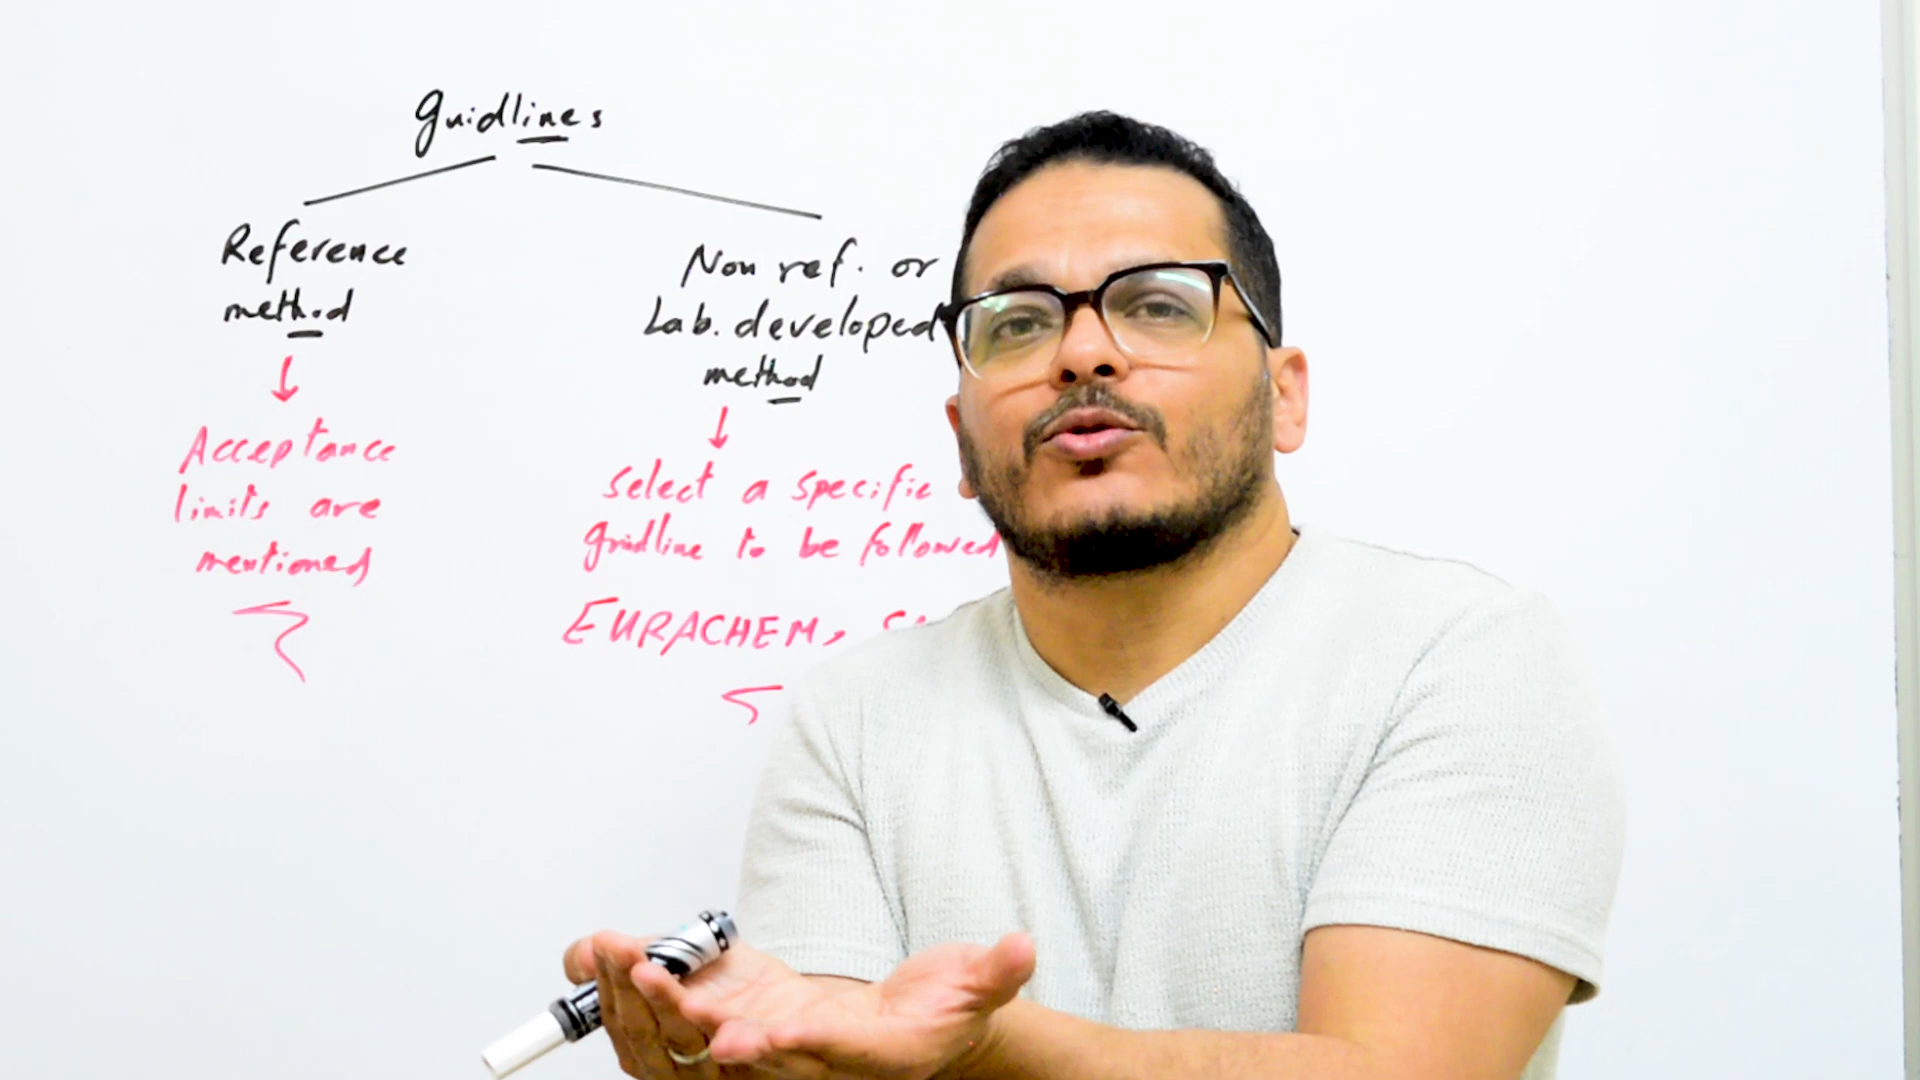 guidlines
Reference
method
Acceptance
limits are
mentioned
Non ref. or
Lab. developed
method
select a specific
guidline to be followed
EURACHEM,